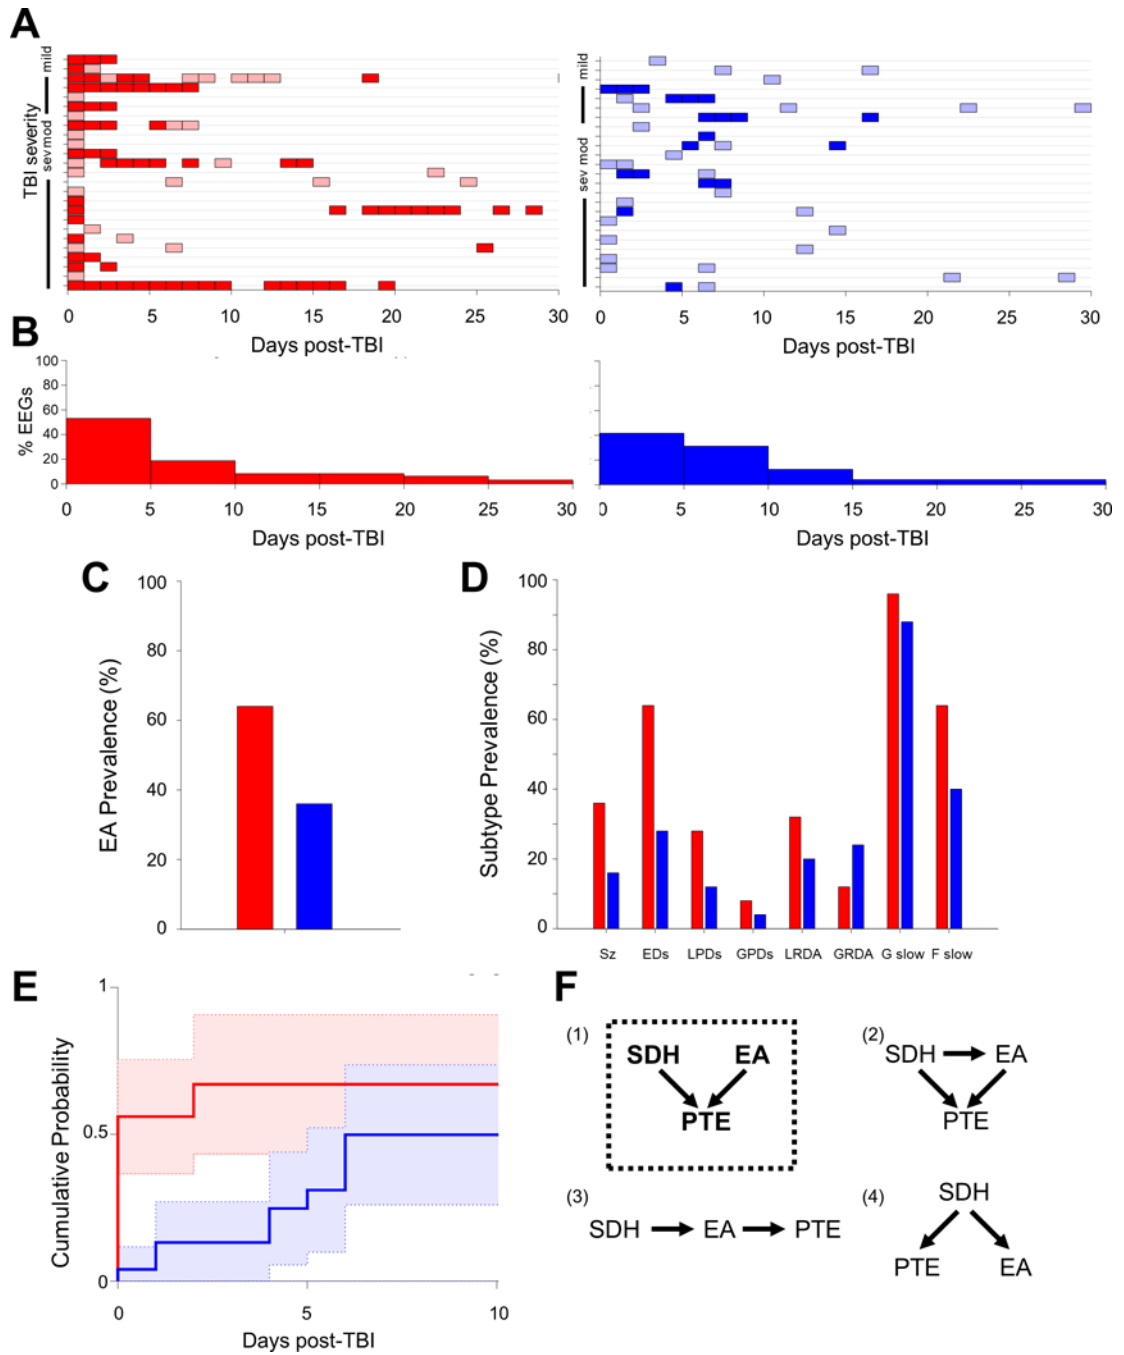 A
TBI severity
mild
sev mod
0 5 10 15 20 25 30
Days post-TBI
mild
sev mod
0 5 10 15 20 25 30
Days post-TBI
B
% EEGs
100
80
60
40
20
0
0 5 10 15 20 25 30
Days post-TBI
0 5 10 15 20 25 30
Days post-TBI
C
EA Prevalence (%)
100
80
60
40
20
0
D
Subtype Prevalence (%)
100
80
60
40
20
0
Sz EDs LPDs GPDs LRDA GRDA G slow F slow
E
Cumulative Probability
1
0.5
0
0 5 10
Days post-TBI
F
(1)
SDH EA
PTE
(2)
SDH EA
PTE
(3)
SDH EA PTE
(4)
SDH
PTE EA